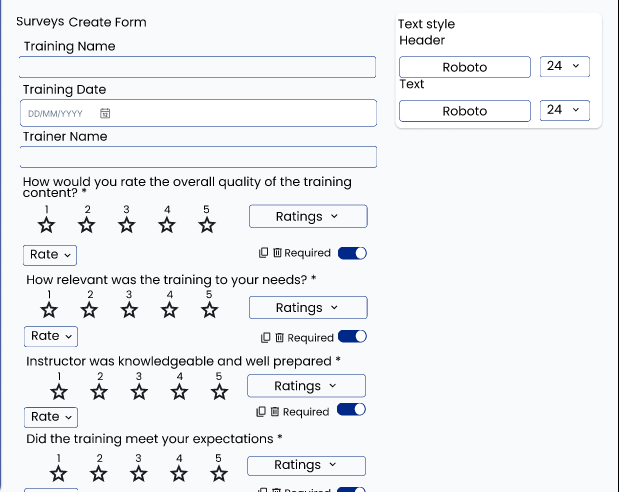 Surveys Create Form
Training Name
Training Date
DD/MM/YYYY
Trainer Name
How would you rate the overall quality of the training
content? *
1 2 3 4 5
Ratings
Rate
Required
How relevant was the training to your needs? *
1 2 3 4 5
Ratings
Rate
Required
Instructor was knowledgeable and well prepared *
1 2 3 4 5
Ratings
Rate
Required
Did the training meet your expectations *
1 2 3 4 5
Ratings
Required
Text style
Header
Roboto
24
Text
Roboto
24